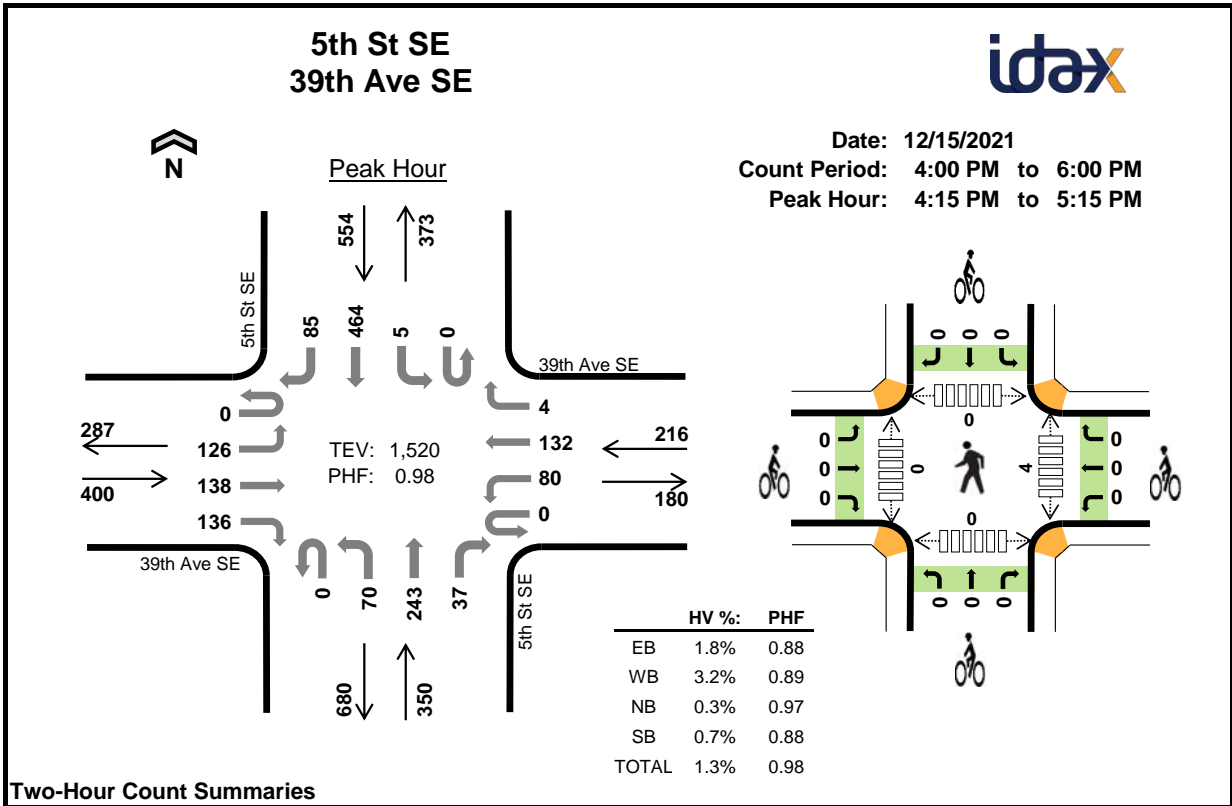 5th St SE
39th Ave SE
idax
N
Peak Hour
Date: 12/15/2021
Count Period: 4:00 PM to 6:00 PM
Peak Hour: 4:15 PM to 5:15 PM
554
373
5th St SE
85
464
5
0
39th Ave SE
0
126
138
136
287
400
TEV: 1,520
PHF: 0.98
4
132
80
0
216
180
39th Ave SE
0
70
243
37
5th St SE
680
350
0 0 0
0
0
0
0
0
4
0
0
0
0
0 0 0
HV %: PHF
EB 1.8% 0.88
WB 3.2% 0.89
NB 0.3% 0.97
SB 0.7% 0.88
TOTAL 1.3% 0.98
Two-Hour Count Summaries